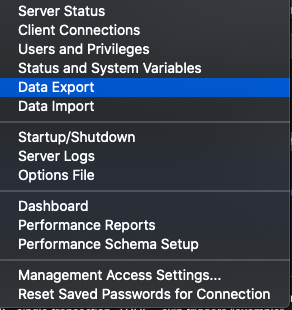 Server Status
Client Connections
Users and Privileges
Status and System Variables
Data Export
Data Import
Startup/Shutdown
Server Logs
Options File
Dashboard
Performance Reports
Performance Schema Setup
Management Access Settings...
Reset Saved Passwords for Connection